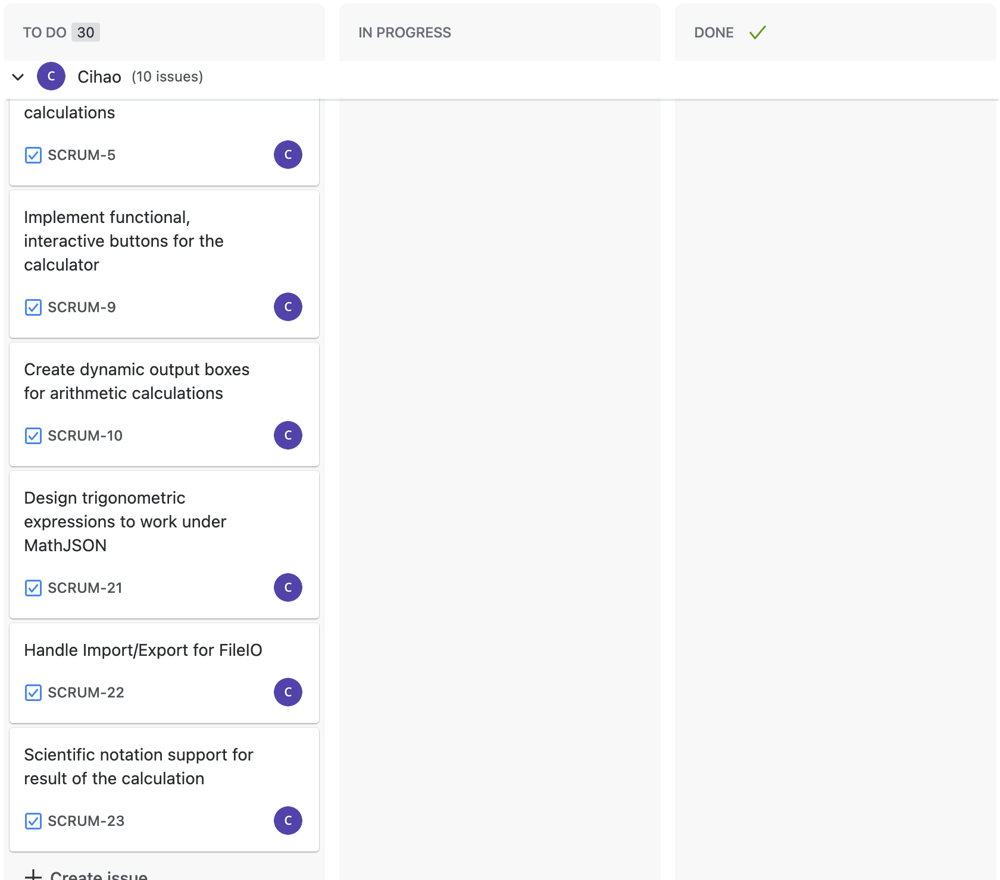 TO DO 30
IN PROGRESS
DONE
C Cihao (10 issues)
calculations
SCRUM-5 C
Implement functional,
interactive buttons for the
calculator
SCRUM-9 C
Create dynamic output boxes
for arithmetic calculations
SCRUM-10 C
Design trigonometric
expressions to work under
MathJSON
SCRUM-21 C
Handle Import/Export for FileIO
SCRUM-22 C
Scientific notation support for
result of the calculation
SCRUM-23 C
Create issue